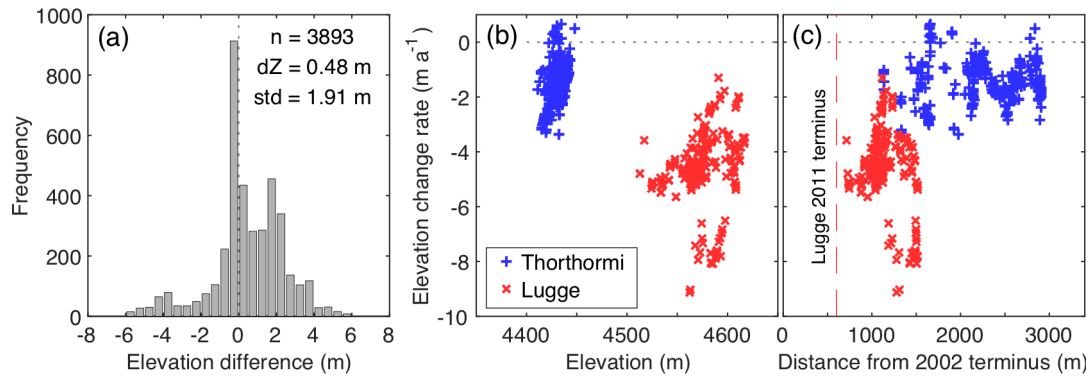 (a)
n = 3893
dZ = 0.48 m
std = 1.91 m
Frequency
1000
800
600
400
200
0
-8 -6 -4 -2 0 2 4 6 8
Elevation difference (m)
(b)
Elevation change rate (m a⁻¹)
0
-2
-4
-6
-8
-10
Thorthormi
Lugge
4400 4500 4600
Elevation (m)
(c)
Lugge 2011 terminus
0 1000 2000 3000
Distance from 2002 terminus (m)